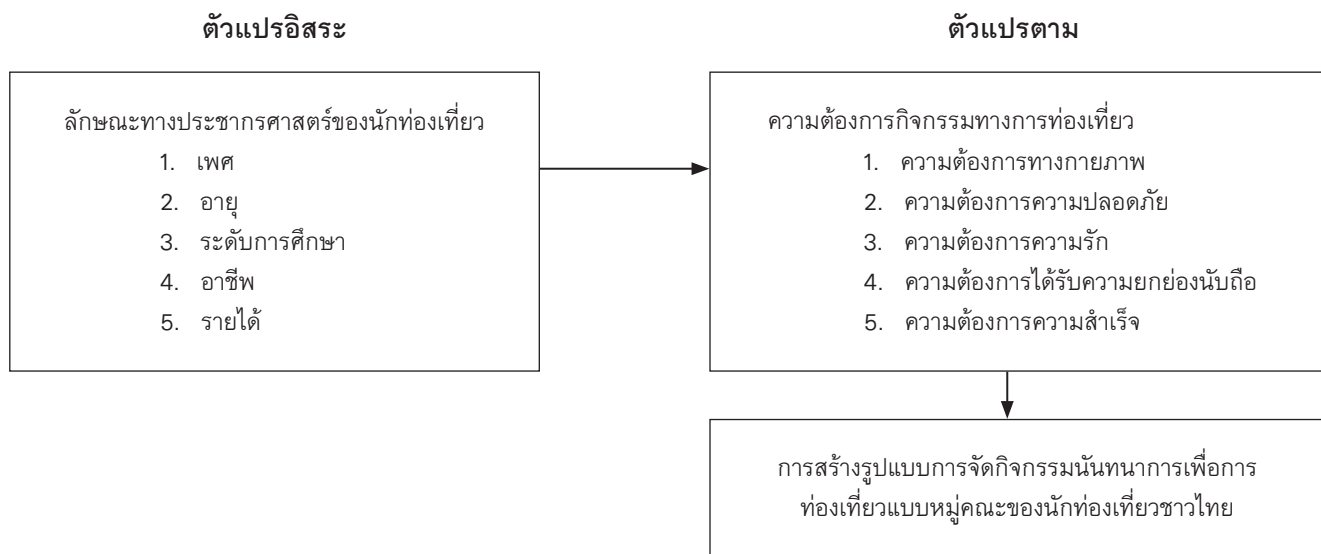 ตัวแปรอิสระ
ตัวแปรตาม
ลักษณะทางประชากรศาสตร์ของนักท่องเที่ยว
1. เพศ
2. อายุ
3. ระดับการศึกษา
4. อาชีพ
5. รายได้
ความต้องการกิจกรรมทางการท่องเที่ยว
1. ความต้องการทางกายภาพ
2. ความต้องการความปลอดภัย
3. ความต้องการความรัก
4. ความต้องการได้รับความยกย่องนับถือ
5. ความต้องการความสำเร็จ
การสร้างรูปแบบการจัดกิจกรรมนันทนาการเพื่อการ
ท่องเที่ยวแบบหมู่คณะของนักท่องเที่ยวชาวไทย